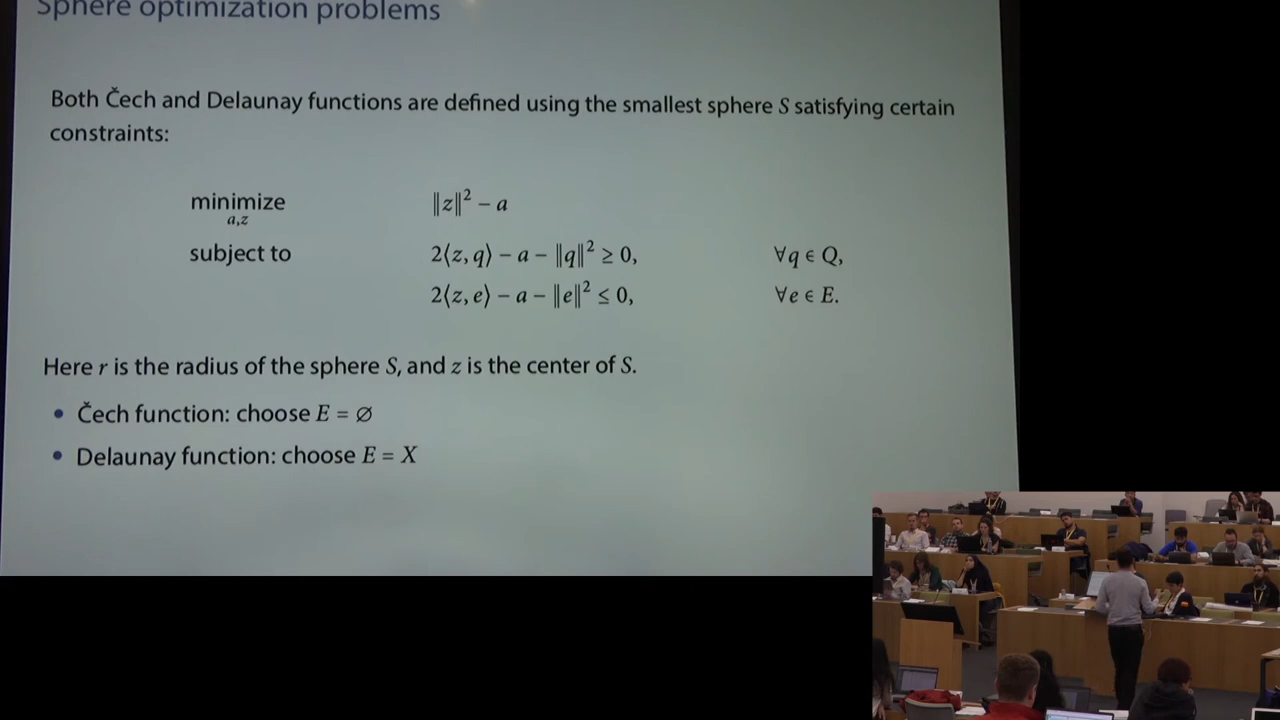 Sphere optimization problems
Both Čech and Delaunay functions are defined using the smallest sphere S satisfying certain
constraints:
minimize ‖z‖² − a
a,z
subject to 2⟨z, q⟩ − a − ‖q‖² ≥ 0, ∀q ∈ Q,
2⟨z, e⟩ − a − ‖e‖² ≤ 0, ∀e ∈ E.
Here r is the radius of the sphere S, and z is the center of S.
• Čech function: choose E = ∅
• Delaunay function: choose E = X